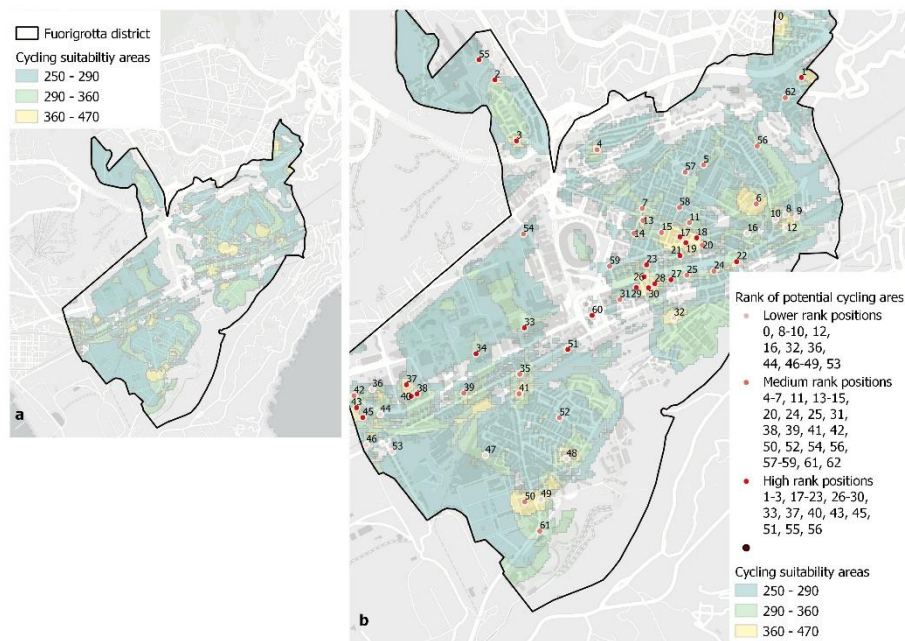 Fuorigrotta district
Cycling suitabiltiy areas
250 - 290
290 - 360
360 - 470
a
0
55
2
1
62
3
4
56
57
5
7
58
6
13
11
10
8
9
14
15
17
18
16
12
54
19
20
21
59
23
22
26
27
25
24
28
31
29
30
60
32
33
34
51
35
37
42
36
38
39
41
40
43
44
45
52
46
53
47
48
50
49
61
b
Rank of potential cycling areas
Lower rank positions
0, 8-10, 12,
16, 32, 36,
44, 46-49, 53
Medium rank positions
4-7, 11, 13-15,
20, 24, 25, 31,
38, 39, 41, 42,
50, 52, 54, 56,
57-59, 61, 62
High rank positions
1-3, 17-23, 26-30,
33, 37, 40, 43, 45,
51, 55, 56
Cycling suitability areas
250 - 290
290 - 360
360 - 470